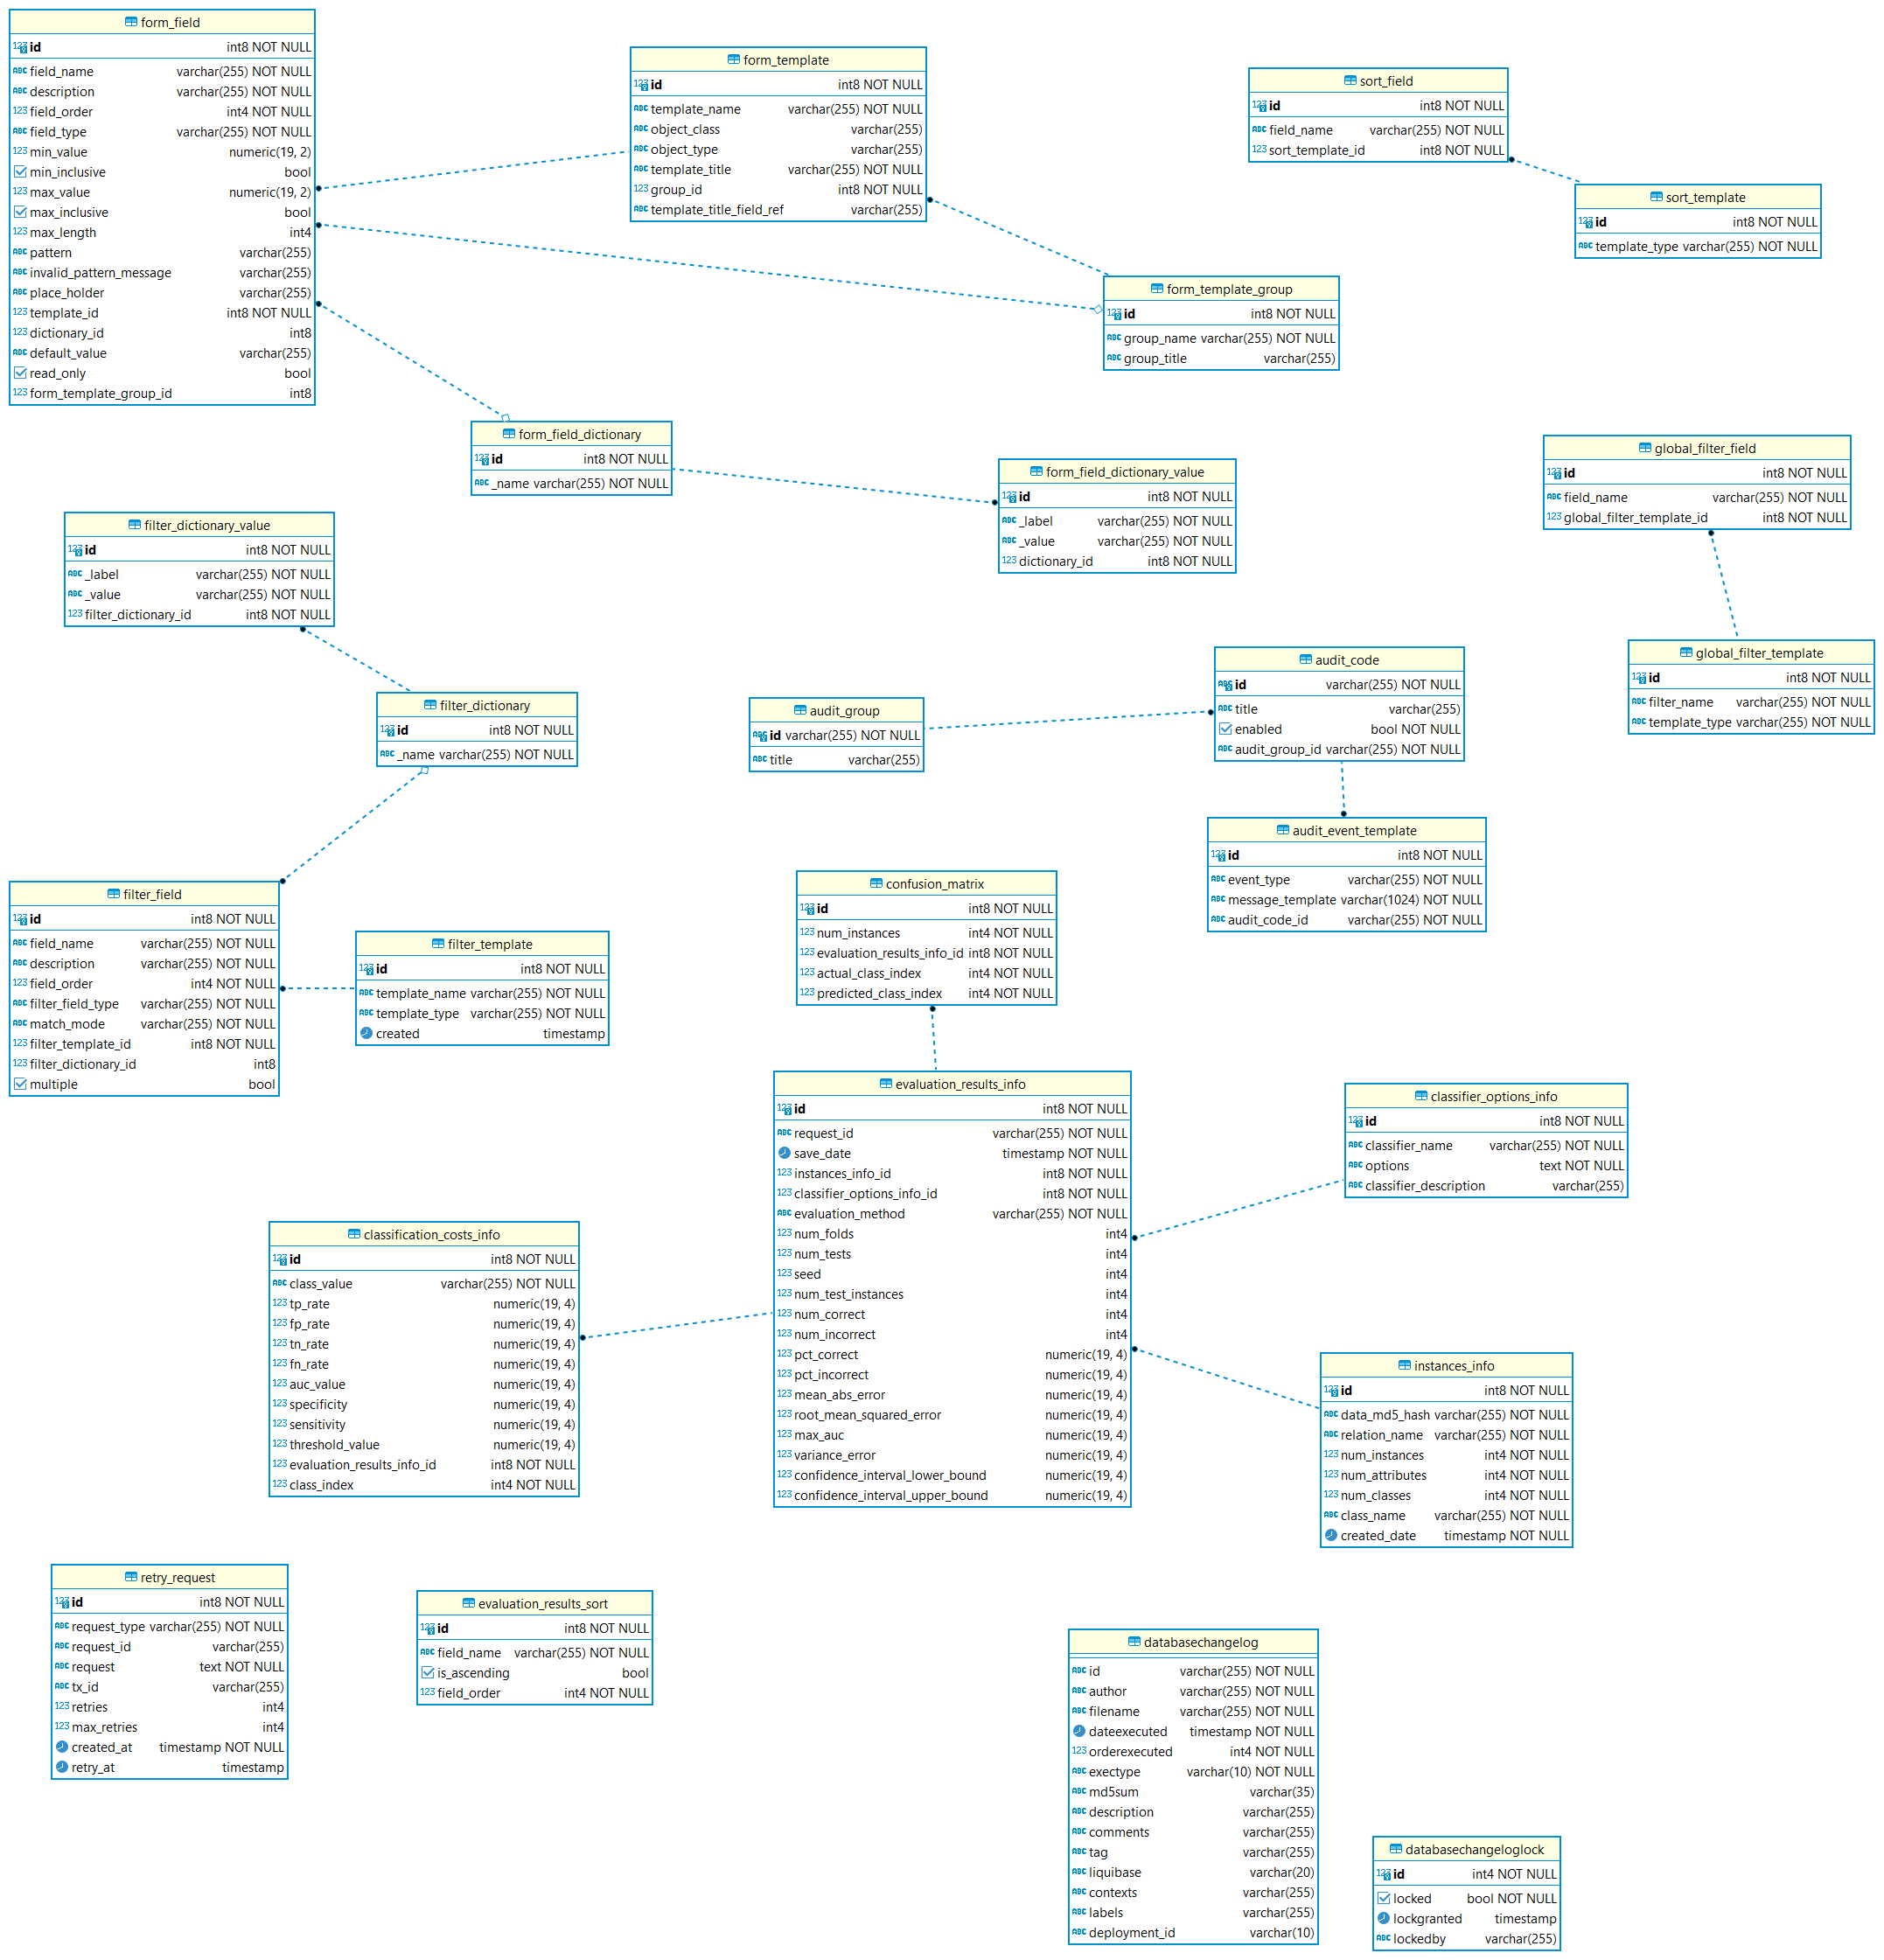 form_field
id int8 NOT NULL
field_name varchar(255) NOT NULL
description varchar(255) NOT NULL
field_order int4 NOT NULL
field_type varchar(255) NOT NULL
min_value numeric(19, 2)
min_inclusive bool
max_value numeric(19, 2)
max_inclusive bool
max_length int4
pattern varchar(255)
invalid_pattern_message varchar(255)
place_holder varchar(255)
template_id int8 NOT NULL
dictionary_id int8
default_value varchar(255)
read_only bool
form_template_group_id int8
form_template
id int8 NOT NULL
template_name varchar(255) NOT NULL
object_class varchar(255)
object_type varchar(255)
template_title varchar(255) NOT NULL
group_id int8 NOT NULL
template_title_field_ref varchar(255)
sort_field
id int8 NOT NULL
field_name varchar(255) NOT NULL
sort_template_id int8 NOT NULL
sort_template
id int8 NOT NULL
template_type varchar(255) NOT NULL
form_template_group
id int8 NOT NULL
group_name varchar(255) NOT NULL
group_title varchar(255)
form_field_dictionary
id int8 NOT NULL
_name varchar(255) NOT NULL
form_field_dictionary_value
id int8 NOT NULL
_label varchar(255) NOT NULL
_value varchar(255) NOT NULL
dictionary_id int8 NOT NULL
global_filter_field
id int8 NOT NULL
field_name varchar(255) NOT NULL
global_filter_template_id int8 NOT NULL
filter_dictionary_value
id int8 NOT NULL
_label varchar(255) NOT NULL
_value varchar(255) NOT NULL
filter_dictionary_id int8 NOT NULL
global_filter_template
id int8 NOT NULL
filter_name varchar(255) NOT NULL
template_type varchar(255) NOT NULL
filter_dictionary
id int8 NOT NULL
_name varchar(255) NOT NULL
audit_group
id varchar(255) NOT NULL
title varchar(255)
audit_code
id varchar(255) NOT NULL
title varchar(255)
enabled bool NOT NULL
audit_group_id varchar(255) NOT NULL
audit_event_template
id int8 NOT NULL
event_type varchar(255) NOT NULL
message_template varchar(1024) NOT NULL
audit_code_id varchar(255) NOT NULL
filter_field
id int8 NOT NULL
field_name varchar(255) NOT NULL
description varchar(255) NOT NULL
field_order int4 NOT NULL
filter_field_type varchar(255) NOT NULL
match_mode varchar(255) NOT NULL
filter_template_id int8 NOT NULL
filter_dictionary_id int8
multiple bool
filter_template
id int8 NOT NULL
template_name varchar(255) NOT NULL
template_type varchar(255) NOT NULL
created timestamp
confusion_matrix
id int8 NOT NULL
num_instances int4 NOT NULL
evaluation_results_info_id int8 NOT NULL
actual_class_index int4 NOT NULL
predicted_class_index int4 NOT NULL
evaluation_results_info
id int8 NOT NULL
request_id varchar(255) NOT NULL
save_date timestamp NOT NULL
instances_info_id int8 NOT NULL
classifier_options_info_id int8 NOT NULL
evaluation_method varchar(255) NOT NULL
num_folds int4
num_tests int4
seed int4
num_test_instances int4
num_correct int4
num_incorrect int4
pct_correct numeric(19, 4)
pct_incorrect numeric(19, 4)
mean_abs_error numeric(19, 4)
root_mean_squared_error numeric(19, 4)
max_auc numeric(19, 4)
variance_error numeric(19, 4)
confidence_interval_lower_bound numeric(19, 4)
confidence_interval_upper_bound numeric(19, 4)
classifier_options_info
id int8 NOT NULL
classifier_name varchar(255) NOT NULL
options text NOT NULL
classifier_description varchar(255)
classification_costs_info
id int8 NOT NULL
class_value varchar(255) NOT NULL
tp_rate numeric(19, 4)
fp_rate numeric(19, 4)
tn_rate numeric(19, 4)
fn_rate numeric(19, 4)
auc_value numeric(19, 4)
specificity numeric(19, 4)
sensitivity numeric(19, 4)
threshold_value numeric(19, 4)
evaluation_results_info_id int8 NOT NULL
class_index int4 NOT NULL
instances_info
id int8 NOT NULL
data_md5_hash varchar(255) NOT NULL
relation_name varchar(255) NOT NULL
num_instances int4 NOT NULL
num_attributes int4 NOT NULL
num_classes int4 NOT NULL
class_name varchar(255) NOT NULL
created_date timestamp NOT NULL
retry_request
id int8 NOT NULL
request_type varchar(255) NOT NULL
request_id varchar(255)
request text NOT NULL
tx_id varchar(255)
retries int4
max_retries int4
created_at timestamp NOT NULL
retry_at timestamp
evaluation_results_sort
id int8 NOT NULL
field_name varchar(255) NOT NULL
is_ascending bool
field_order int4 NOT NULL
databasechangelog
id varchar(255) NOT NULL
author varchar(255) NOT NULL
filename varchar(255) NOT NULL
dateexecuted timestamp NOT NULL
orderexecuted int4 NOT NULL
exectype varchar(10) NOT NULL
md5sum varchar(35)
description varchar(255)
comments varchar(255)
tag varchar(255)
liquibase varchar(20)
contexts varchar(255)
labels varchar(255)
deployment_id varchar(10)
databasechangeloglock
id int4 NOT NULL
locked bool NOT NULL
lockgranted timestamp
lockedby varchar(255)